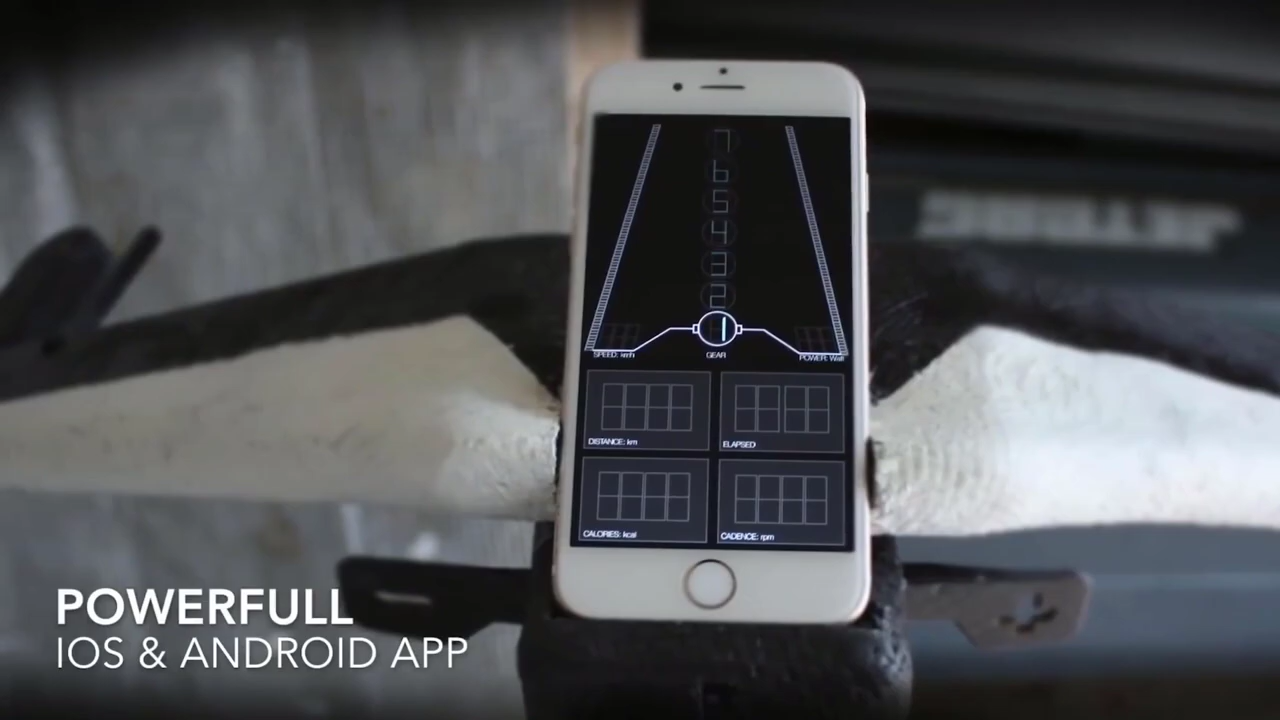 7
6
5
4
3
2
1
SPEED: kmh
GEAR
POWER: Watt
DISTANCE: km
ELAPSED
CALORIES: kcal
CADENCE: rpm
POWERFULL
IOS & ANDROID APP